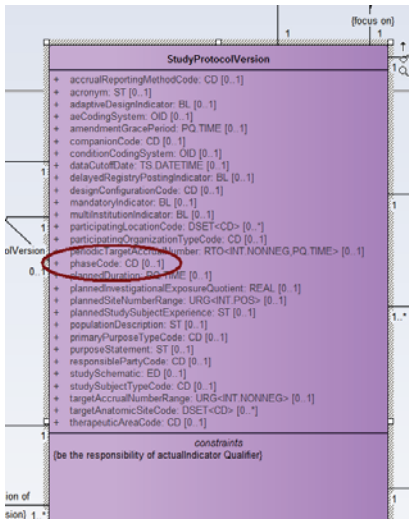 {focus on}
1
1
StudyProtocolVersion
1
+ accrualReportingMethodCode: CD [0..1]
+ acronym: ST [0..1]
+ adaptiveDesignIndicator: BL [0..1]
+ aeCodingSystem: OID [0..1]
+ amendmentGracePeriod: PQ.TIME [0..1]
+ companionCode: CD [0..1]
+ conditionCodingSystem: OID [0..1]
+ dataCutoffDate: TS.DATETIME [0..1]
+ delayedRegistryPostingIndicator: BL [0..1]
1
+ designConfigurationCode: CD [0..1]
+ mandatoryIndicator: BL [0..1]
+ multiInstitutionIndicator: BL [0..1]
1
+ participatingLocationCode: DSET<CD> [0..*]
1
+ participatingOrganizationTypeCode: CD [0..1]
olVersion
+ periodicTargetAccrualNumber: RTO<INT.NONNEG,PQ.TIME> [0..1]
+ phaseCode: CD [0..1]
0..
+ plannedDuration: PQ.TIME [0..1]
+ plannedInvestigationalExposureQuotient: REAL [0..1]
+ plannedSiteNumberRange: URG<INT.POS> [0..1]
+ plannedStudySubjectExperience: ST [0..1]
1..*
+ populationDescription: ST [0..1]
+ primaryPurposeTypeCode: CD [0..1]
+ purposeStatement: ST [0..1]
+ responsiblePartyCode: CD [0..1]
+ studySchematic: ED [0..1]
+ studySubjectTypeCode: CD [0..1]
+ targetAccrualNumberRange: URG<INT.NONNEG> [0..1]
+ targetAnatomicSiteCode: DSET<CD> [0..*]
+ therapeuticAreaCode: CD [0..1]
1
constraints
{be the responsibility of actualIndicator Qualifier}
ion of
1
sion} 1..*